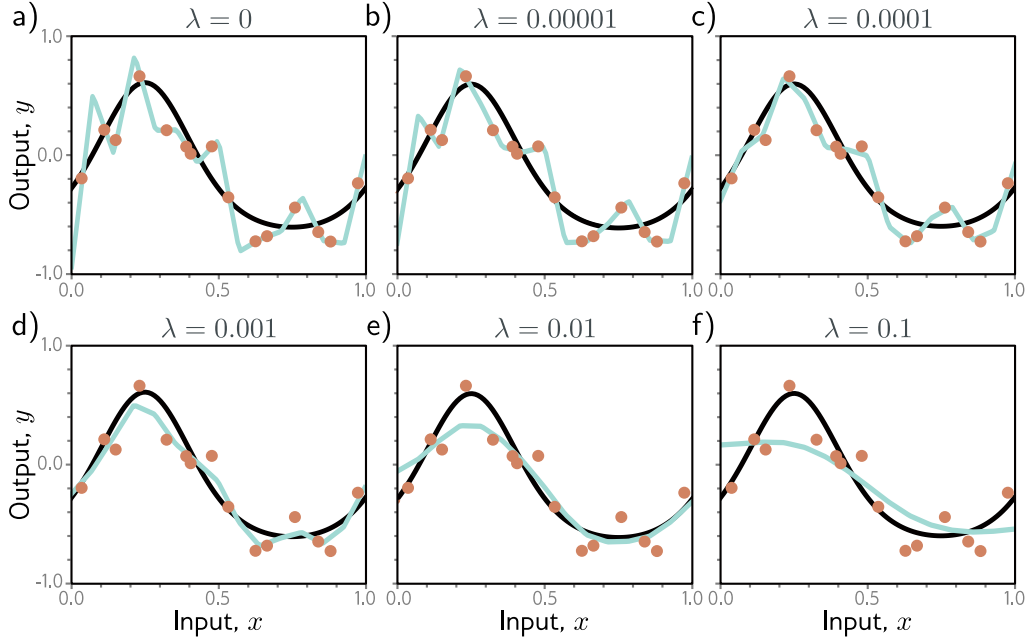 a) λ = 0
b) λ = 0.00001
c) λ = 0.0001
1.0
0.0
-1.0
Output, y
0.0 0.5 1.0
0.0 0.5 1.0
0.0 0.5 1.0
d) λ = 0.001
e) λ = 0.01
f) λ = 0.1
1.0
0.0
-1.0
Output, y
0.0 0.5 1.0
0.0 0.5 1.0
0.0 0.5 1.0
Input, x
Input, x
Input, x